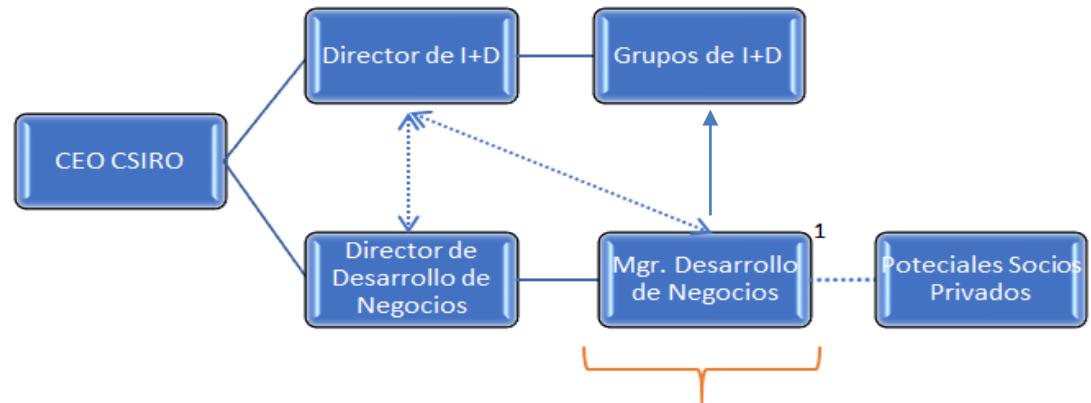 Director de I+D
Grupos de I+D
CEO CSIRO
Director de
Desarrollo de
Negocios
Mgr. Desarrollo
de Negocios
1
Poteciales Socios
Privados